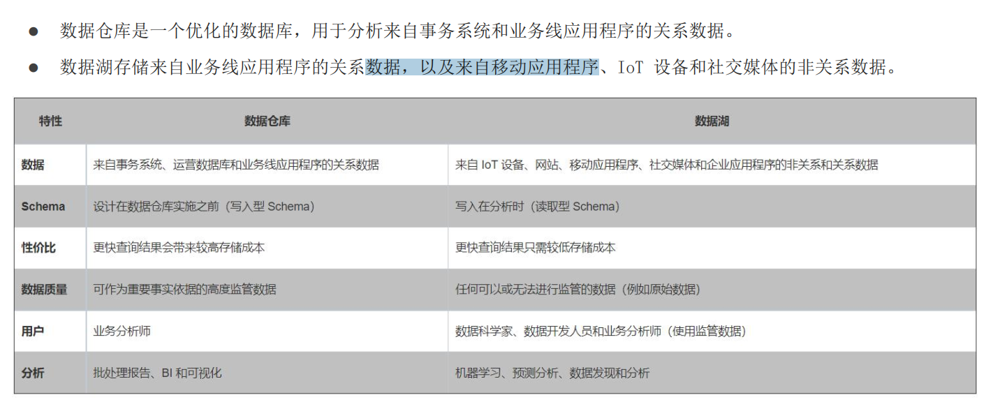 ● 数据仓库是一个优化的数据库，用于分析来自事务系统和业务线应用程序的关系数据。
● 数据湖存储来自业务线应用程序的关系数据，以及来自移动应用程序、IoT 设备和社交媒体的非关系数据。
特性 数据仓库 数据湖
数据 来自事务系统、运营数据库和业务线应用程序的关系数据 来自 IoT 设备、网站、移动应用程序、社交媒体和企业应用程序的非关系和关系数据
Schema 设计在数据仓库实施之前（写入型 Schema） 写入在分析时（读取型 Schema）
性价比 更快查询结果会带来较高存储成本 更快查询结果只需较低存储成本
数据质量 可作为重要事实依据的高度监管数据 任何可以或无法进行监管的数据（例如原始数据）
用户 业务分析师 数据科学家、数据开发人员和业务分析师（使用监管数据）
分析 批处理报告、BI 和可视化 机器学习、预测分析、数据发现和分析